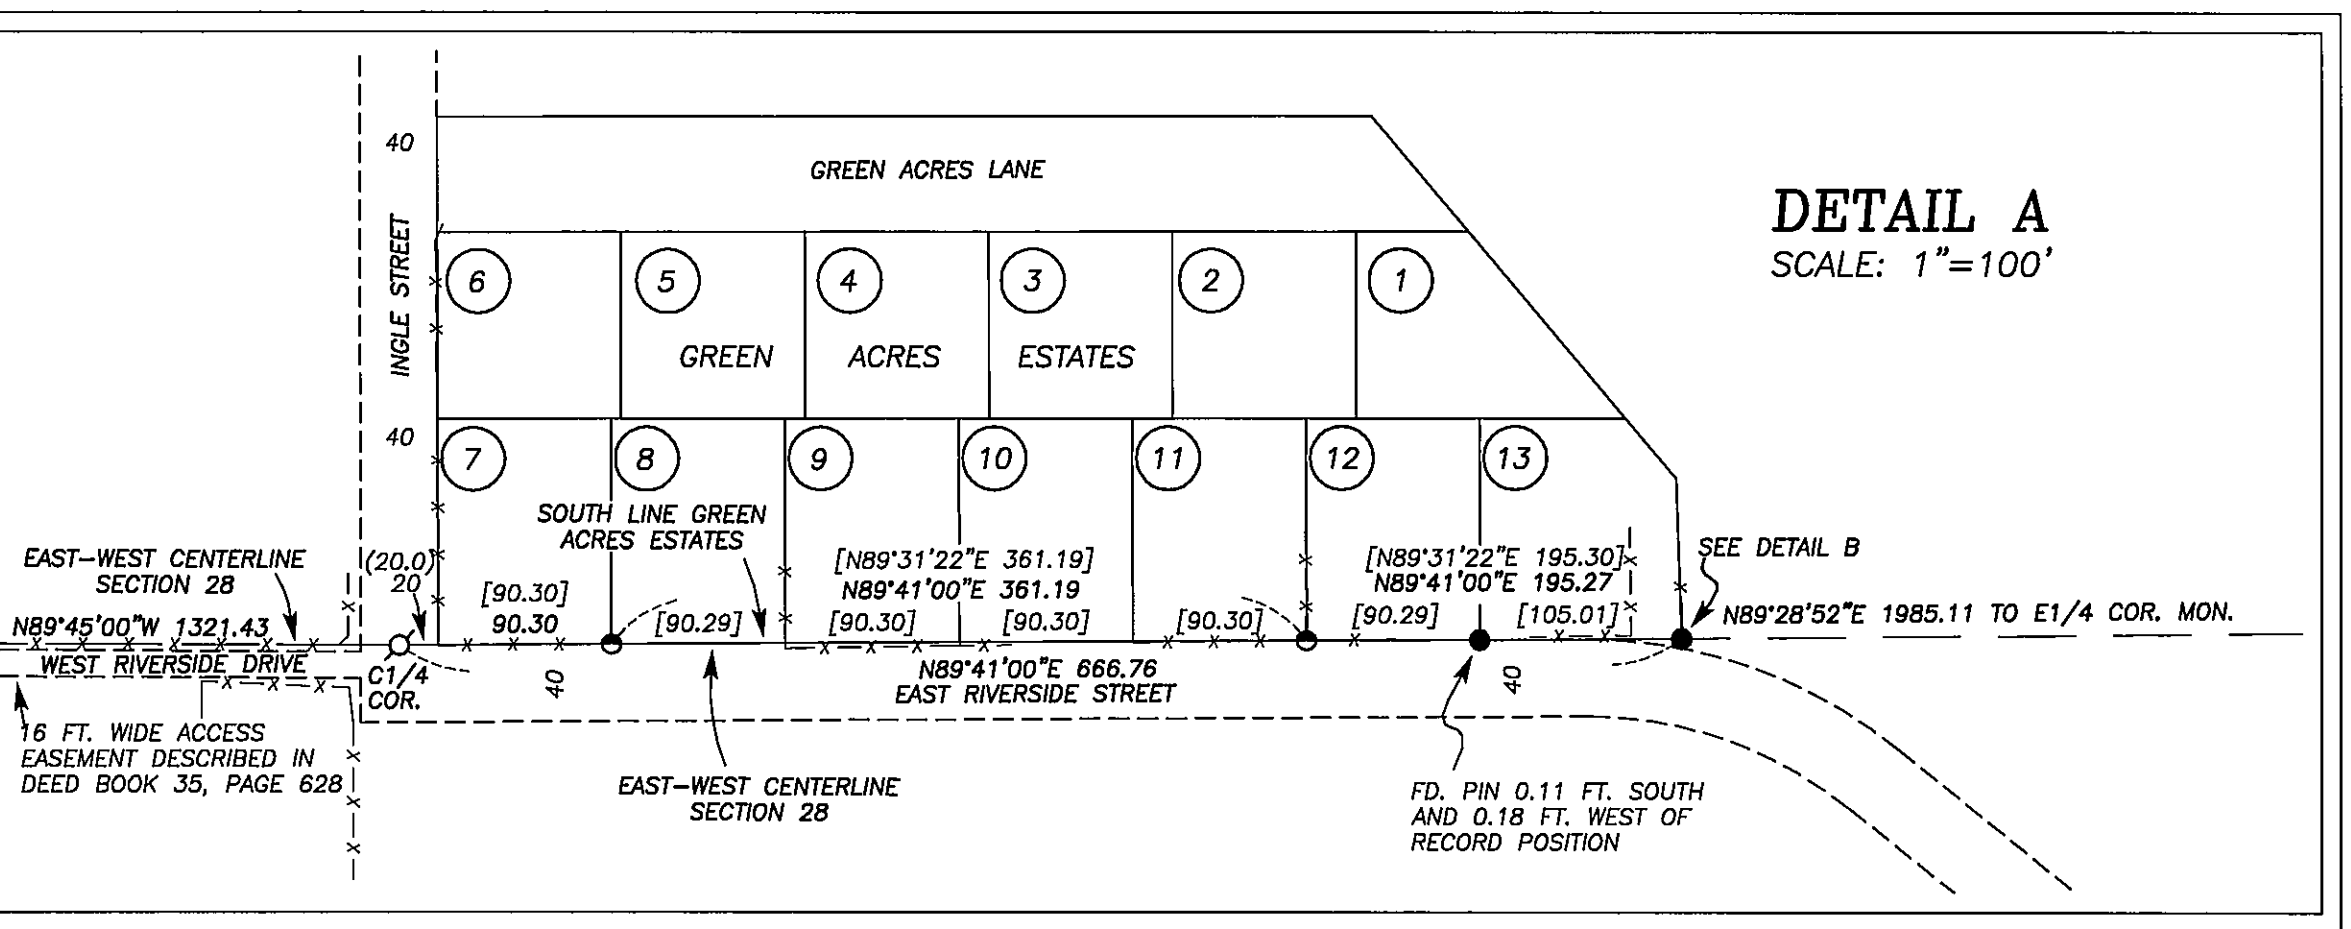 40
GREEN ACRES LANE
DETAIL A
SCALE: 1"=100'
INGLE STREET
6
5
4
3
2
1
GREEN ACRES ESTATES
40
7
8
9
10
11
12
13
SOUTH LINE GREEN
ACRES ESTATES
EAST-WEST CENTERLINE
SECTION 28
(20.0)
20
[90.30]
90.30
[90.29]
[N89°31'22"E 361.19]
N89°41'00"E 361.19
[90.30]
[90.30]
[90.30]
[N89°31'22"E 195.30]
N89°41'00"E 195.27
[90.29]
[105.01]
SEE DETAIL B
N89°28'52"E 1985.11 TO E1/4 COR. MON.
N89°45'00"W 1321.43
WEST RIVERSIDE DRIVE
C1/4
COR.
40
N89°41'00"E 666.76
EAST RIVERSIDE STREET
40
16 FT. WIDE ACCESS
EASEMENT DESCRIBED IN
DEED BOOK 35, PAGE 628
EAST-WEST CENTERLINE
SECTION 28
FD. PIN 0.11 FT. SOUTH
AND 0.18 FT. WEST OF
RECORD POSITION